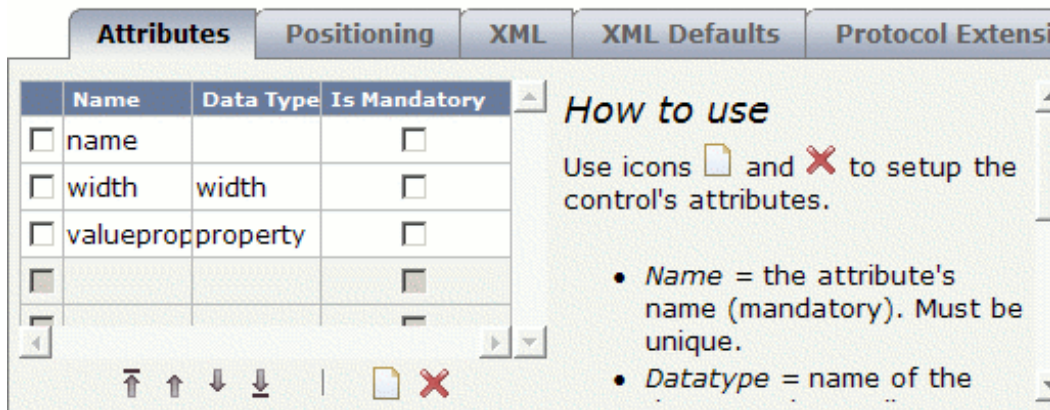 Attributes Positioning XML XML Defaults Protocol Extensi
Name Data Type Is Mandatory
name
width width
valueprop property
How to use
Use icons and to setup the
control's attributes.
• Name = the attribute's
name (mandatory). Must be
unique.
• Datatype = name of the